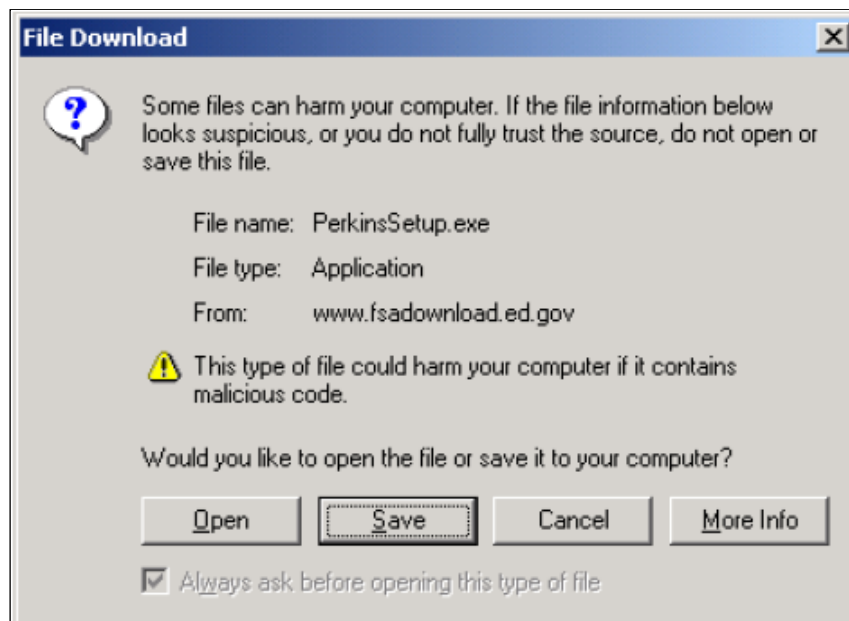 File Download
Some files can harm your computer. If the file information below
looks suspicious, or you do not fully trust the source, do not open or
save this file.
File name: PerkinsSetup.exe
File type: Application
From: www.fsadownload.ed.gov
This type of file could harm your computer if it contains
malicious code.
Would you like to open the file or save it to your computer?
Open Save Cancel More Info
Always ask before opening this type of file